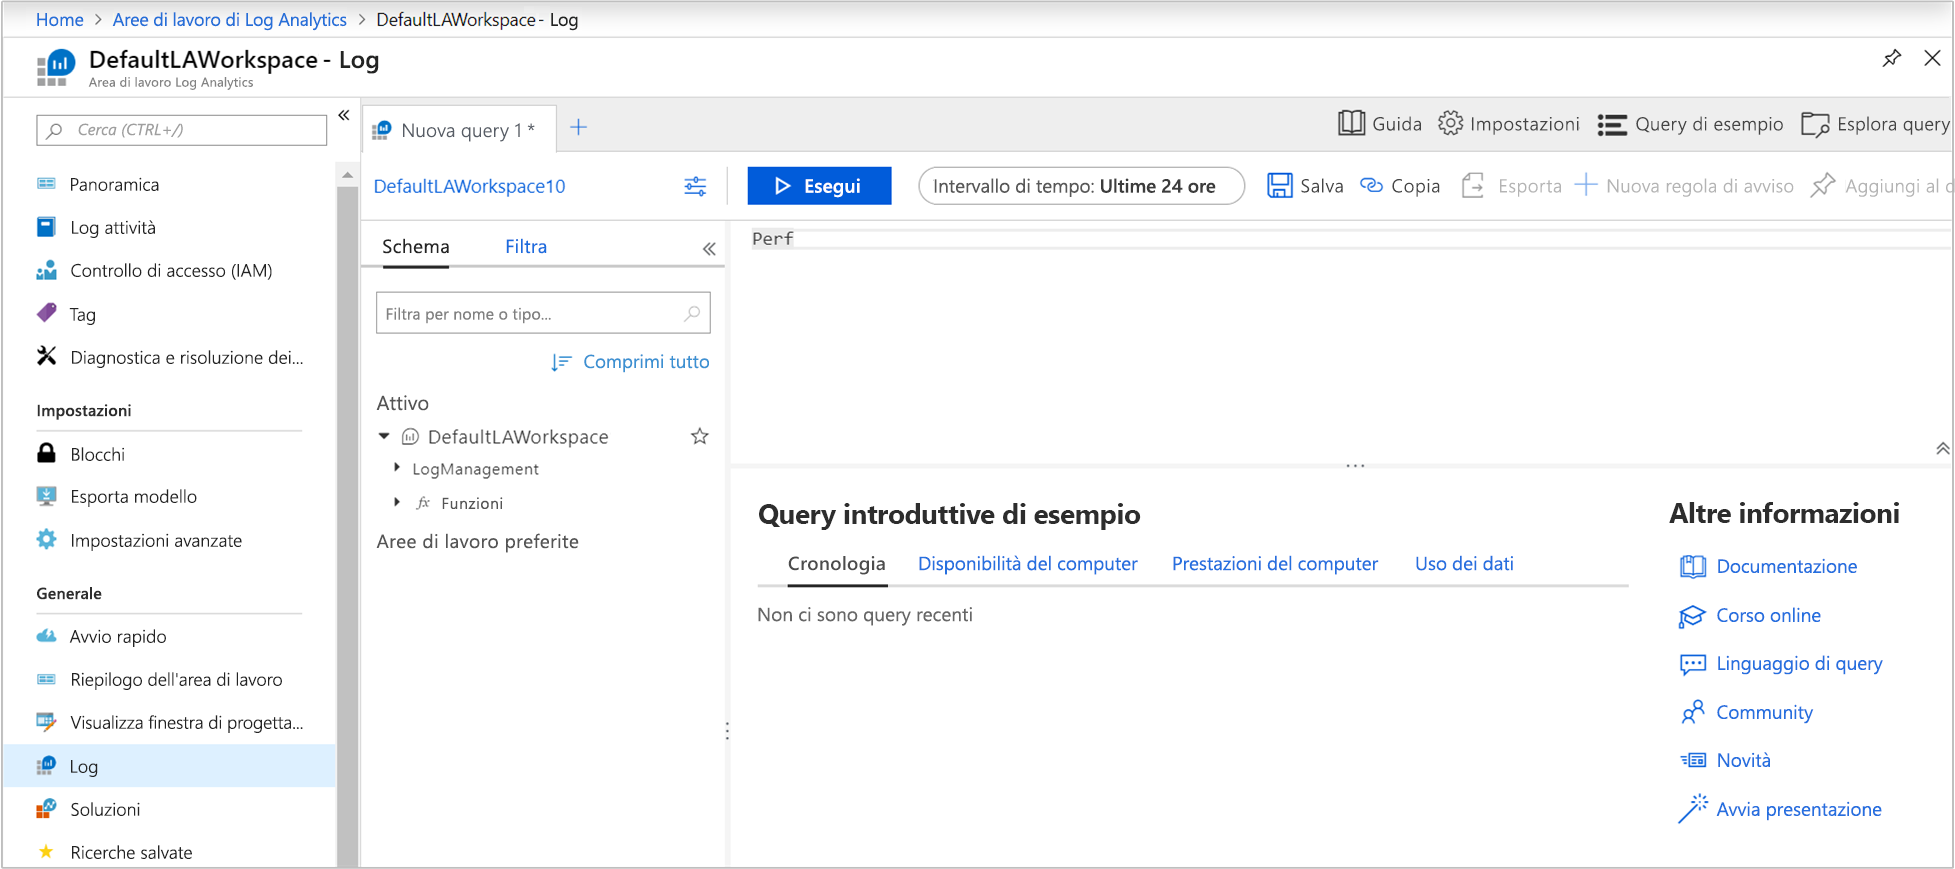 Home > Aree di lavoro di Log Analytics > DefaultLAWorkspace - Log
DefaultLAWorkspace - Log
Area di lavoro Log Analytics
Cerca (CTRL+/)
Panoramica
Log attività
Controllo di accesso (IAM)
Tag
Diagnostica e risoluzione dei...
Impostazioni
Blocchi
Esporta modello
Impostazioni avanzate
Generale
Avvio rapido
Riepilogo dell'area di lavoro
Visualizza finestra di progetta...
Log
Soluzioni
Ricerche salvate
Nuova query 1 *
Guida Impostazioni Query di esempio Esplora query
DefaultLAWorkspace10
Esegui Intervallo di tempo: Ultime 24 ore Salva Copia Esporta Nuova regola di avviso Aggiungi al d
Schema Filtra
Filtra per nome o tipo...
Comprimi tutto
Attivo
DefaultLAWorkspace
LogManagement
fx Funzioni
Aree di lavoro preferite
Perf
Query introduttive di esempio
Cronologia Disponibilità del computer Prestazioni del computer Uso dei dati
Non ci sono query recenti
Altre informazioni
Documentazione
Corso online
Linguaggio di query
Community
Novità
Avvia presentazione